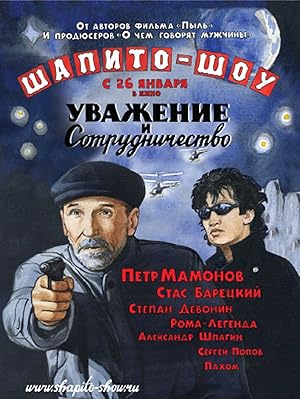 От авторов фильма «Пыль»
И продюсеров «О чем говорят мужчины»
ШАПИТО-ШОУ
С 26 ЯНВАРЯ
В КИНО
УВАЖЕНИЕ
и
Сотрудничество
Петр Мамонов
Стас Барецкий
Степан Девонин
Рома-Легенда
Александр Шпагин
Сергей Попов
Пахом
www.shapito-show.ru